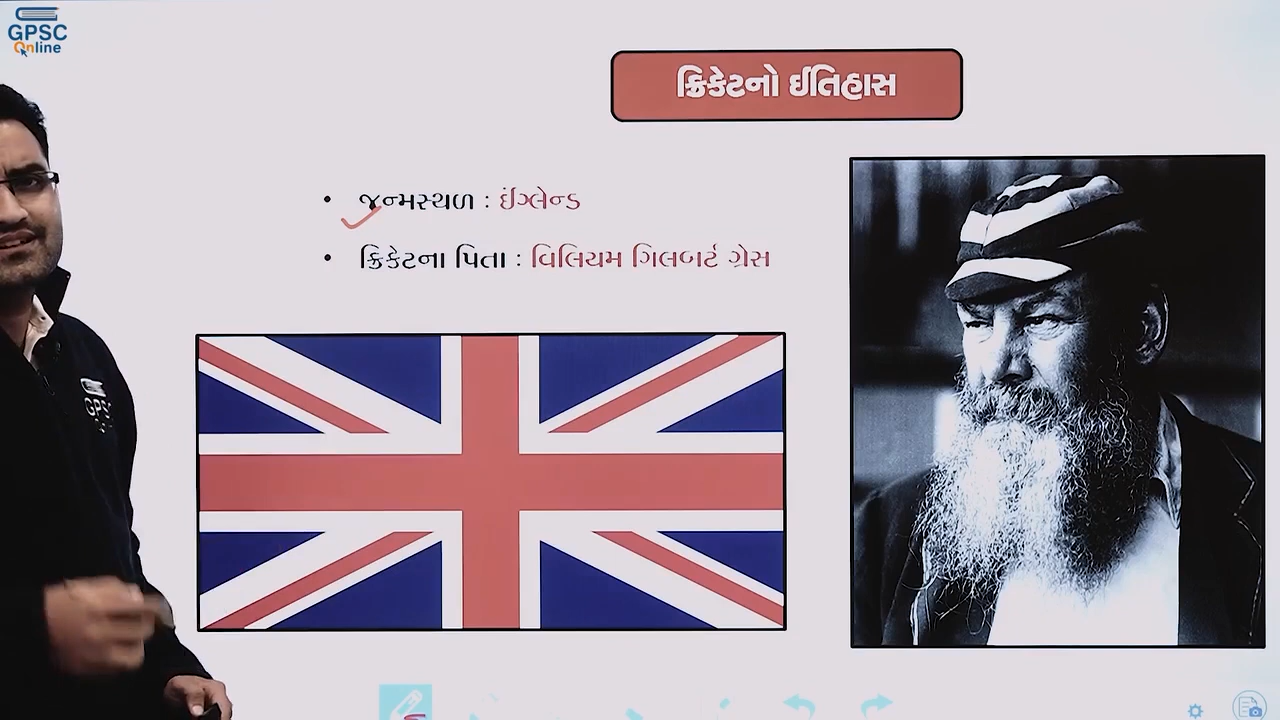 GPSC
Online
ક્રિકેટનો ઈતિહાસ
• જન્મસ્થળ : ઈંગ્લેન્ડ
• ક્રિકેટના પિતા : વિલિયમ ગિલબર્ટ ગ્રેસ